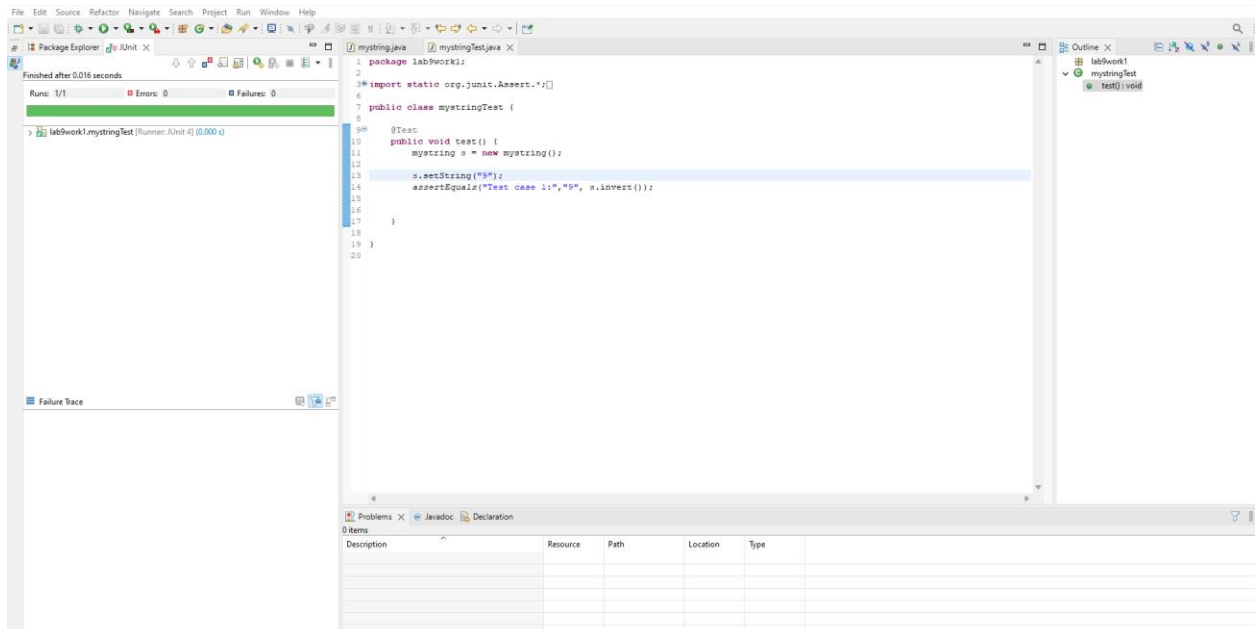 File Edit Source Refactor Navigate Search Project Run Window Help
Package Explorer JUnit
Finished after 0.016 seconds
Runs: 1/1 Errors: 0 Failures: 0
lab9work1.mystringTest [Runner: JUnit 4] (0.000 s)
Failure Trace
mystring.java mystringTest.java
1 package lab9work1;
2
3 import static org.junit.Assert.*;
6
7 public class mystringTest {
8
9 @Test
10 public void test() {
11 mystring s = new mystring();
12
13 s.setString("9");
14 assertEquals("Test case 1:","9", s.invert());
15
16
17 }
18
19 }
20
Outline
lab9work1
mystringTest
test() : void
Problems Javadoc Declaration
0 items
Description Resource Path Location Type